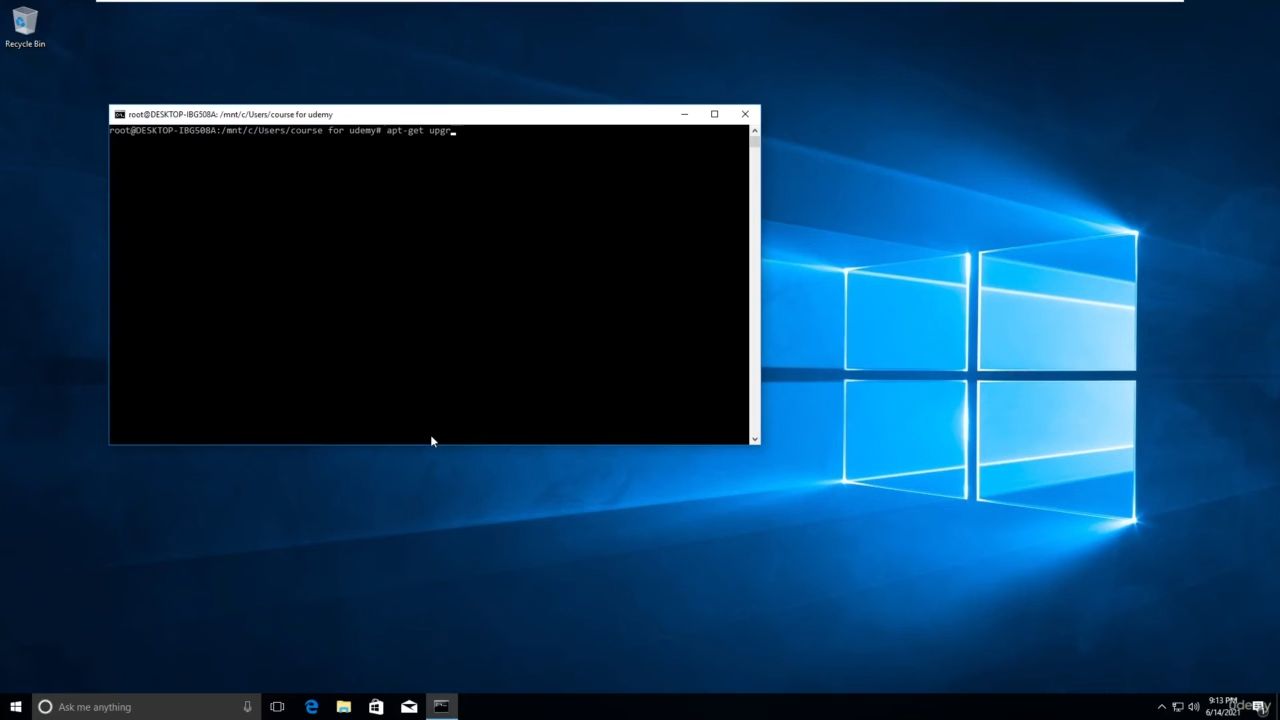 Recycle Bin
root@DESKTOP-IBG508A: /mnt/c/Users/course for udemy
root@DESKTOP-IBG508A:/mnt/c/Users/course for udemy# apt-get upgr
Ask me anything
9:13 PM
6/14/2021
Udemy